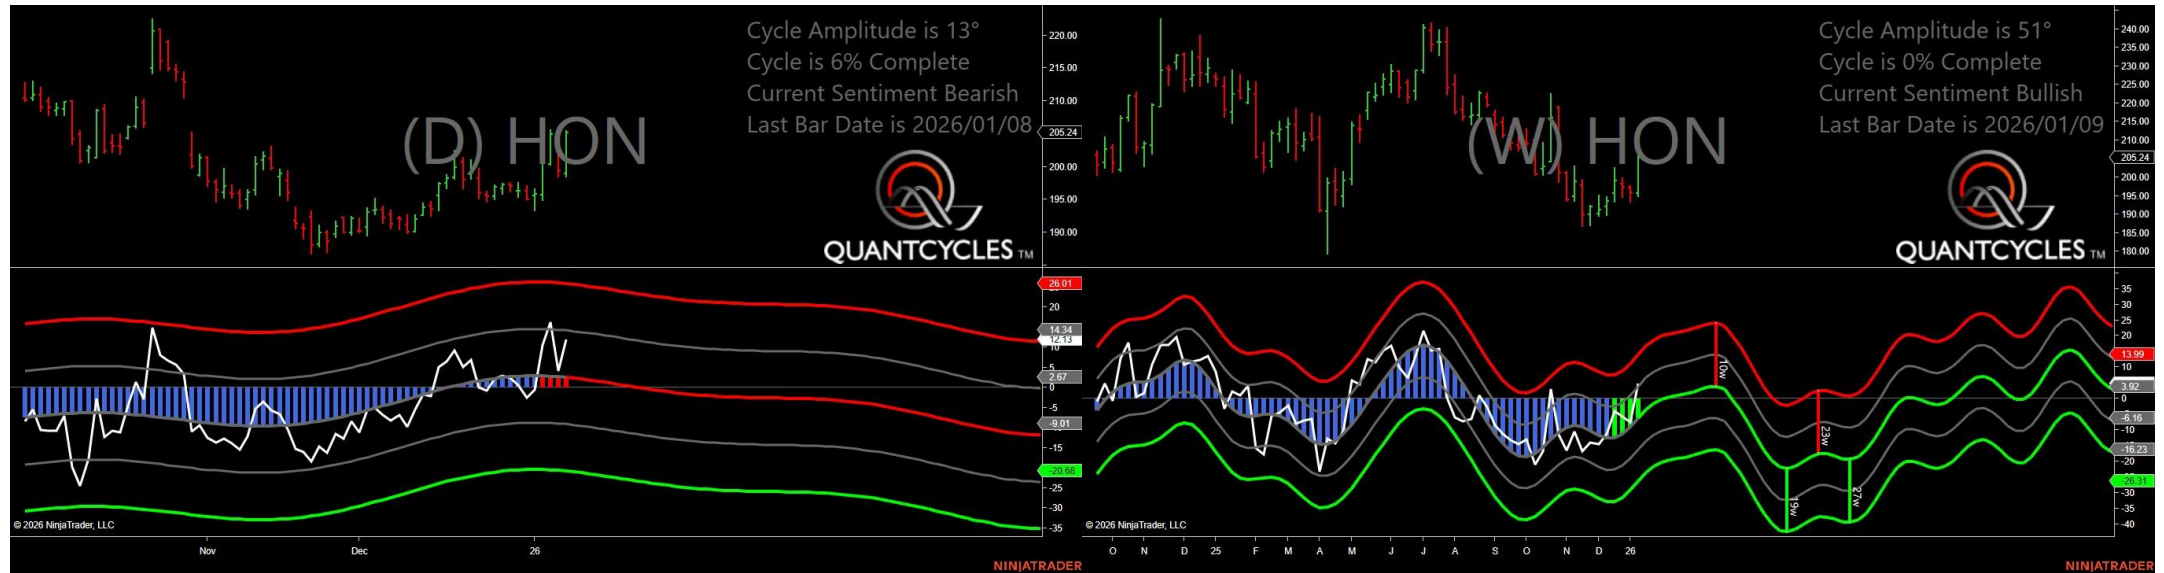 Cycle Amplitude is 13°
Cycle is 6% Complete
Current Sentiment Bearish
Last Bar Date is 2026/01/08
(D) HON
QUANTCYCLES TM
220.00
215.00
210.00
205.24
200.00
195.00
190.00
26.01
20
14.34
12.13
10
5
2.67
0
-5
-9.01
-15
-20.68
-25
-30
-35
© 2026 NinjaTrader, LLC
Nov
Dec
26
NINJATRADER
Cycle Amplitude is 51°
Cycle is 0% Complete
Current Sentiment Bullish
Last Bar Date is 2026/01/09
(W) HON
QUANTCYCLES TM
240.00
235.00
230.00
225.00
220.00
215.00
210.00
205.24
200.00
195.00
190.00
185.00
180.00
10w
23w
19w
27w
35
30
25
20
13.99
10
3.92
0
-6.16
-10
-16.23
-20
-26.31
-30
-35
-40
© 2026 NinjaTrader, LLC
O N D 25 F M A M J J A S O N D 26
NINJATRADER